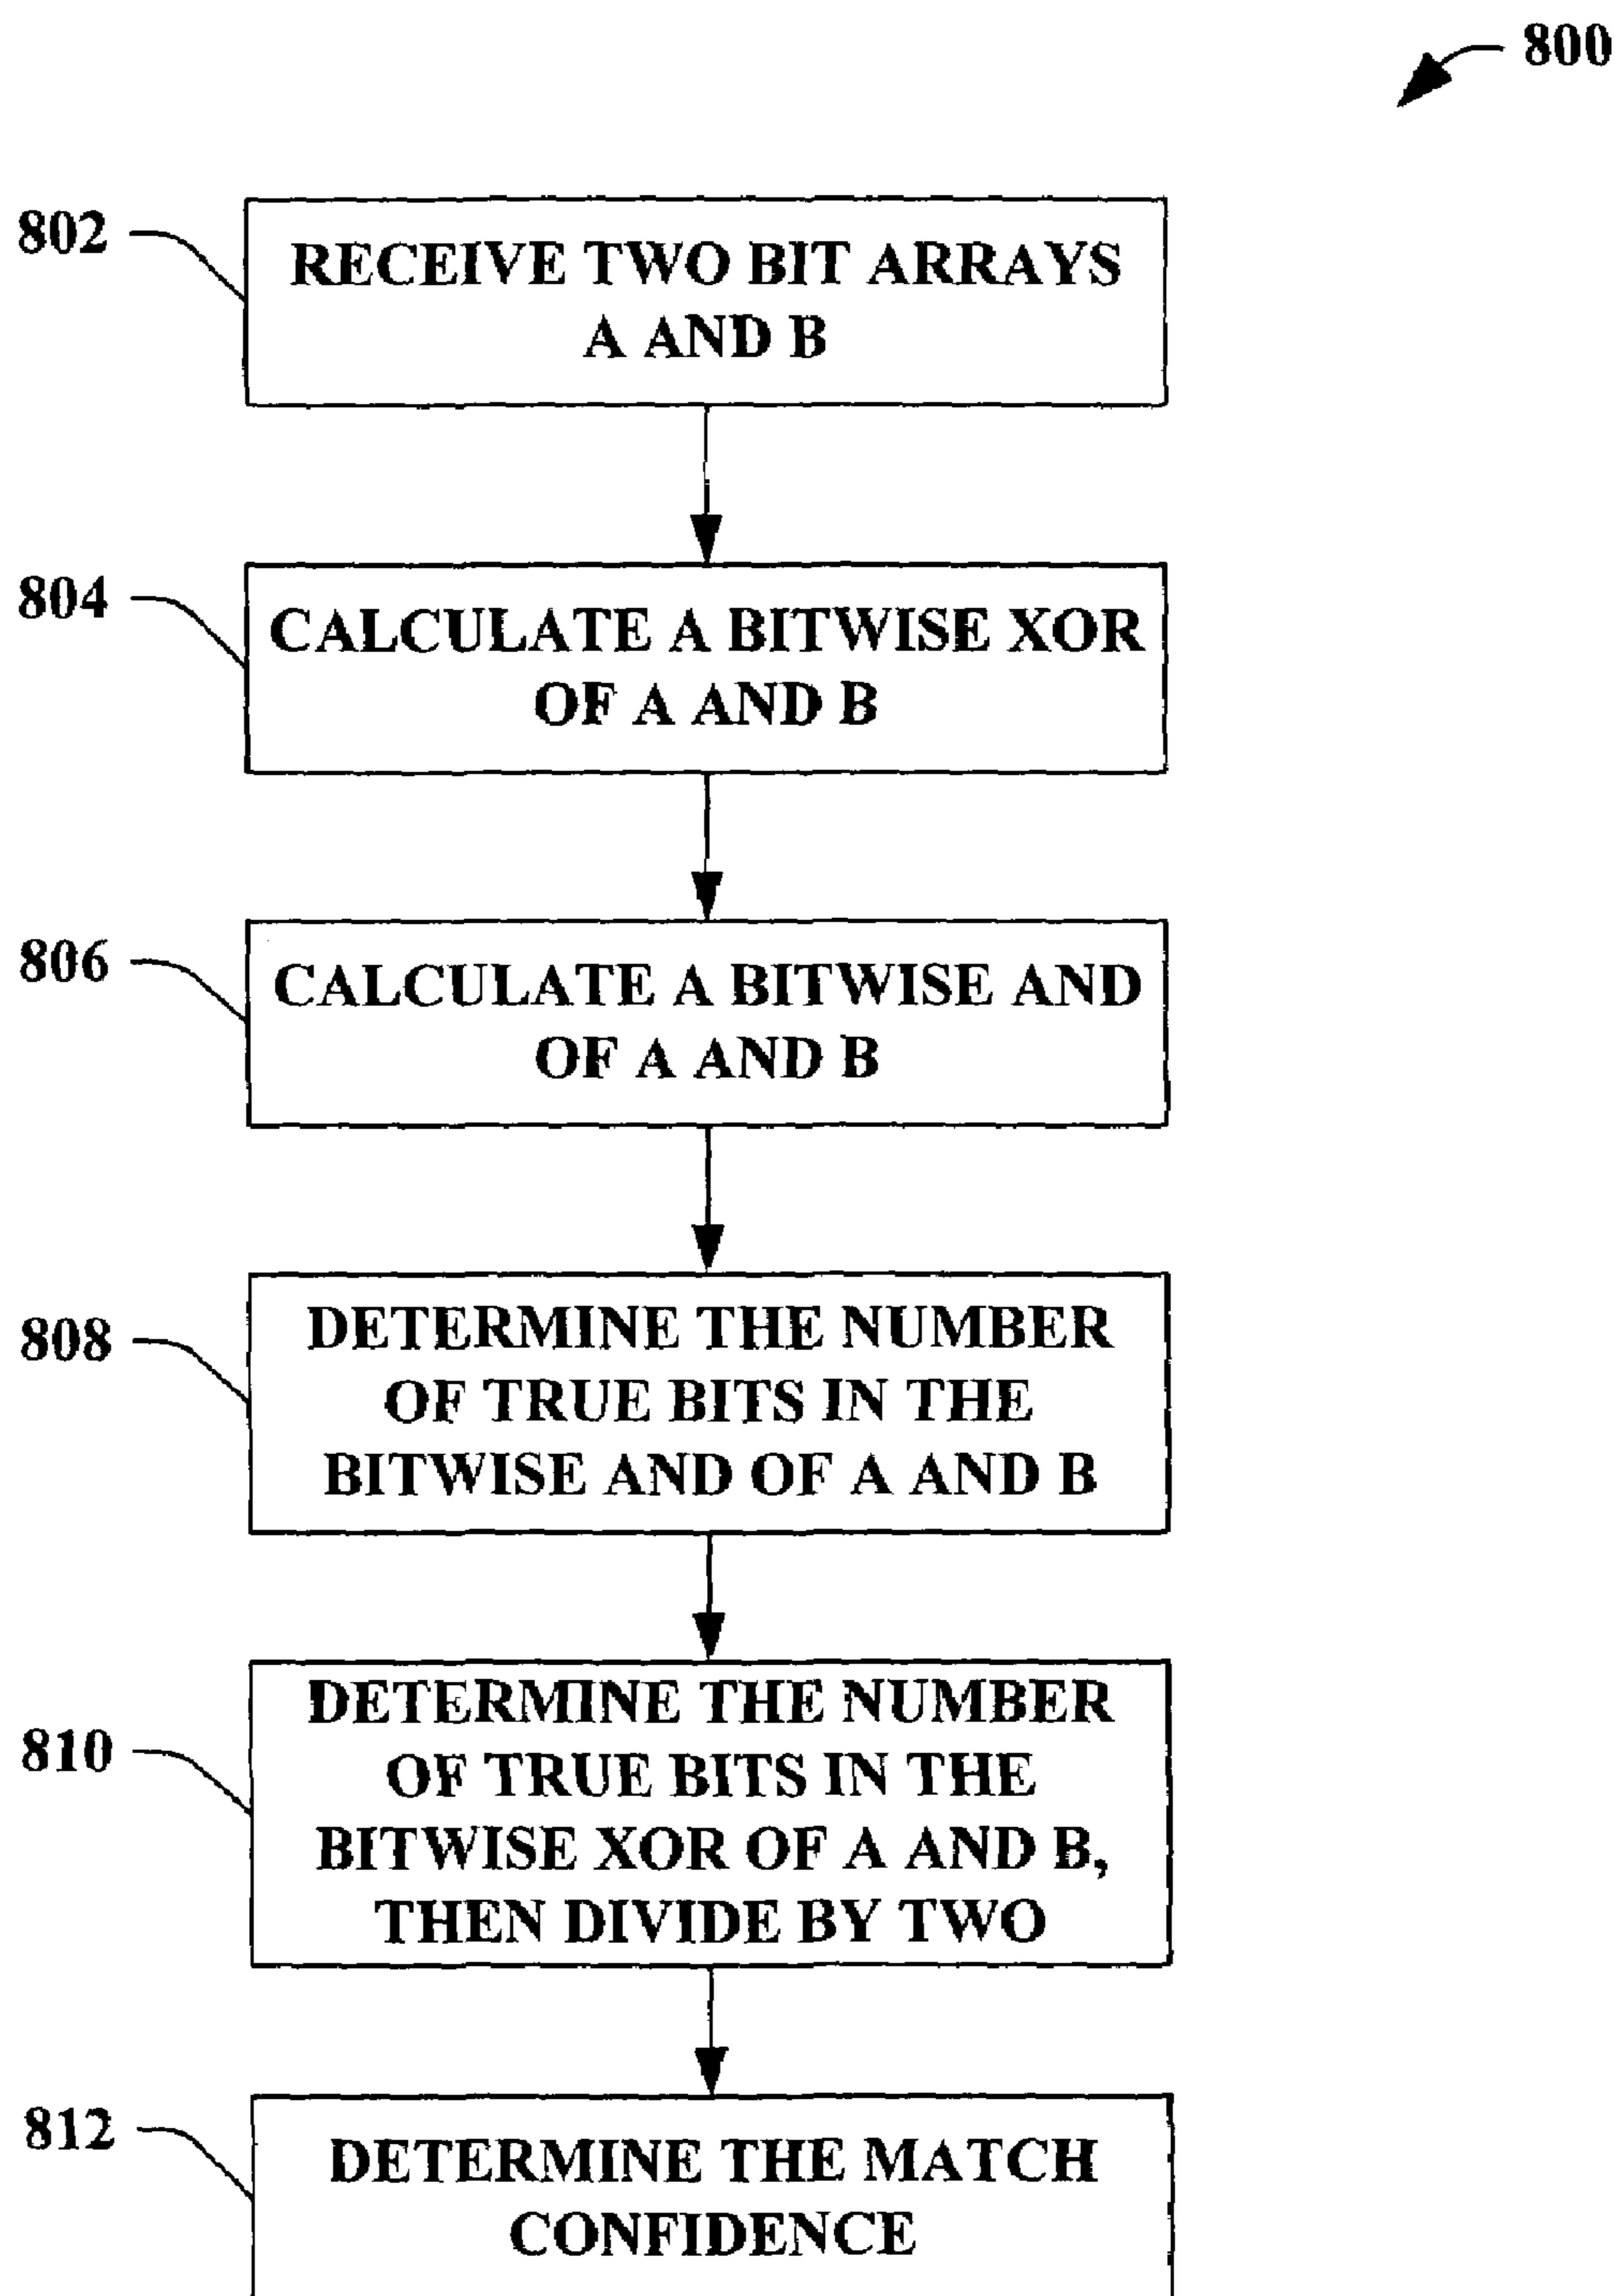 800
802
RECEIVE TWO BIT ARRAYS
A AND B
804
CALCULATE A BITWISE XOR
OF A AND B
806
CALCULATE A BITWISE AND
OF A AND B
808
DETERMINE THE NUMBER
OF TRUE BITS IN THE
BITWISE AND OF A AND B
810
DETERMINE THE NUMBER
OF TRUE BITS IN THE
BITWISE XOR OF A AND B,
THEN DIVIDE BY TWO
812
DETERMINE THE MATCH
CONFIDENCE